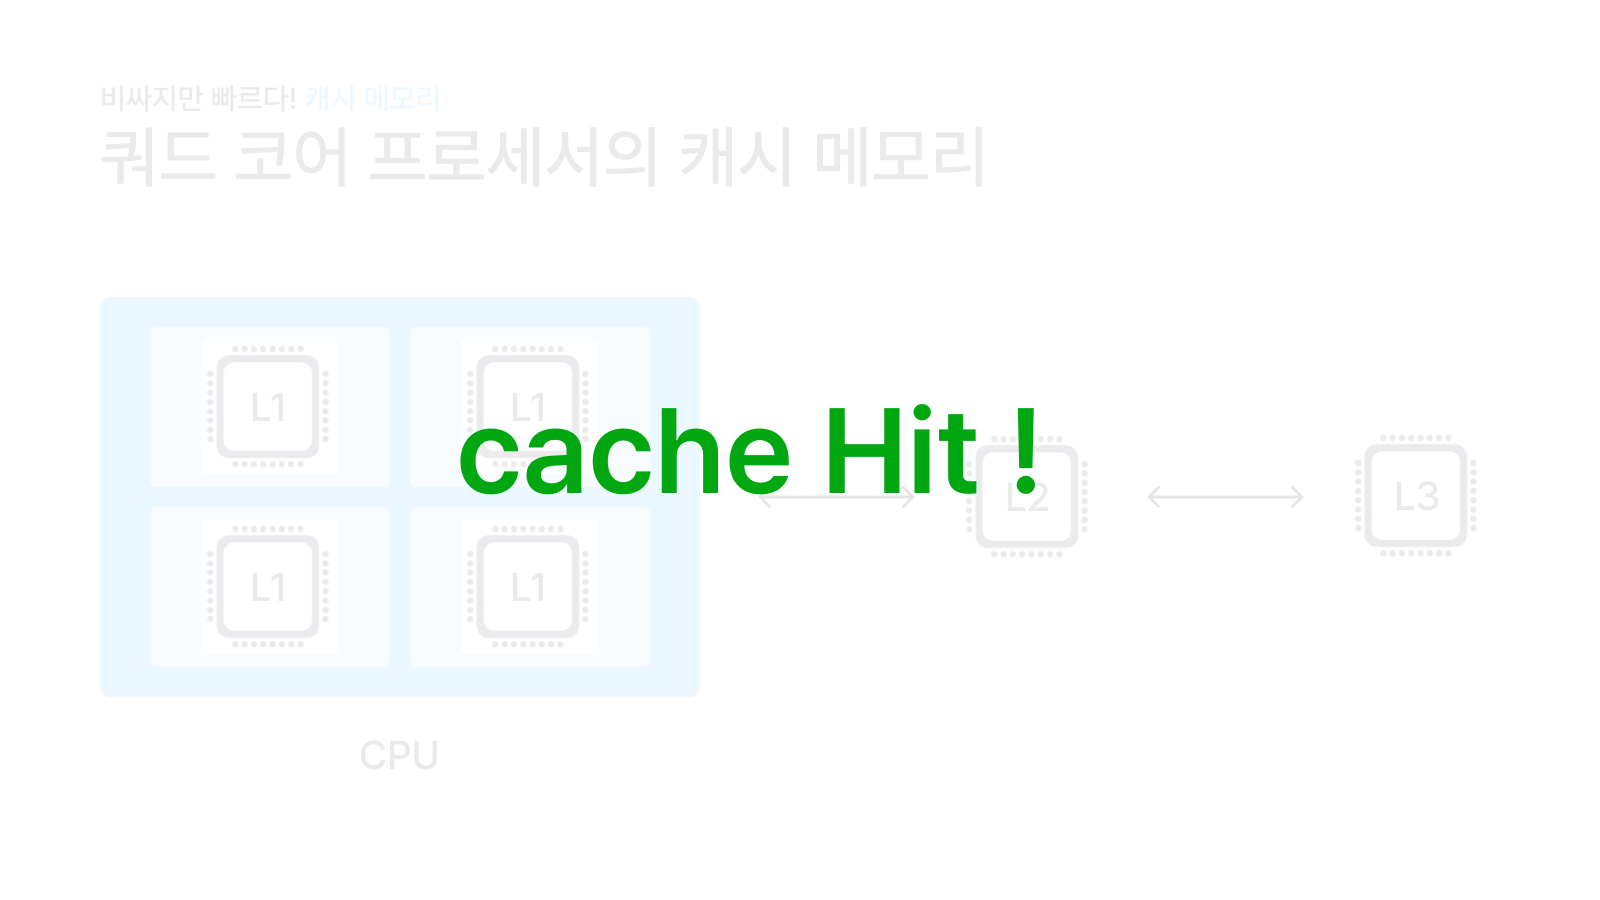 비싸지만 빠르다! 캐시 메모리
쿼드 코어 프로세서의 캐시 메모리
L1
L1
cache Hit !
L2
L3
L1
L1
CPU